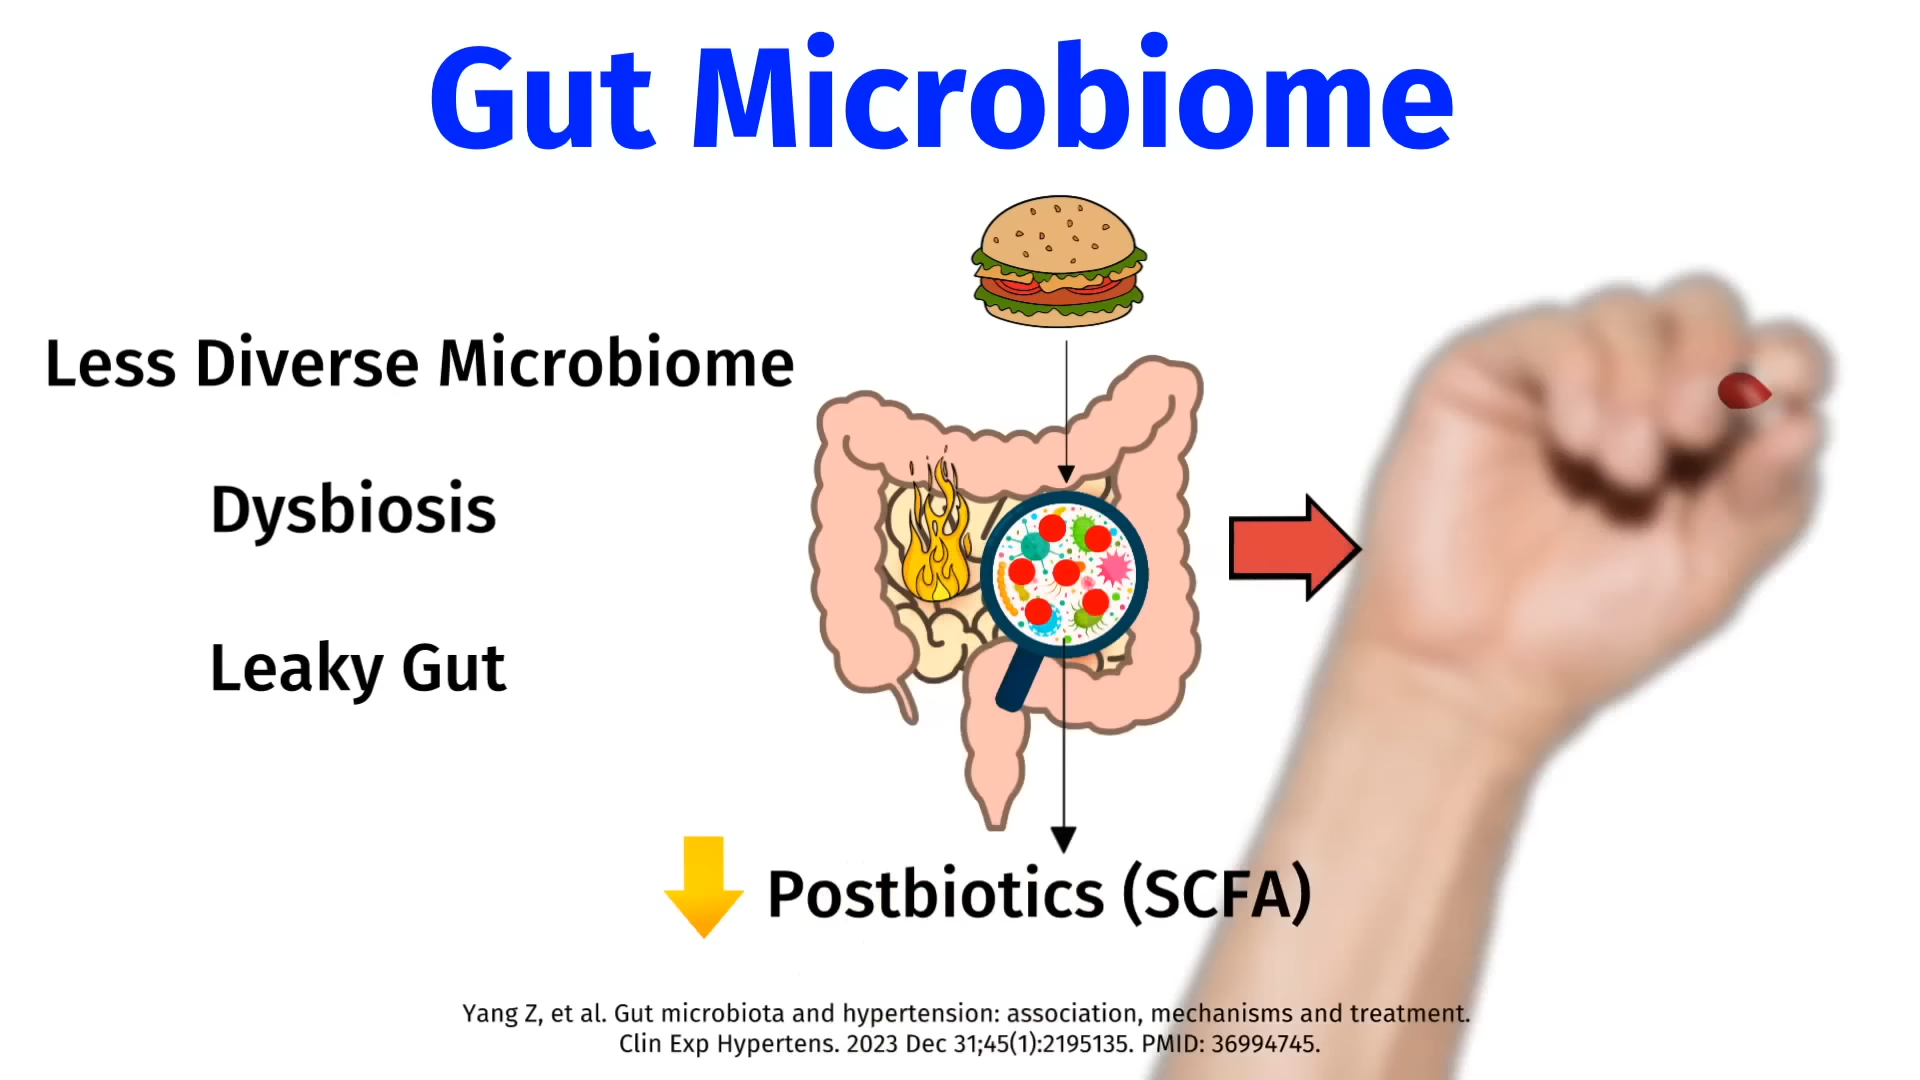 Gut Microbiome
Less Diverse Microbiome
Dysbiosis
Leaky Gut
Postbiotics (SCFA)
Yang Z, et al. Gut microbiota and hypertension: association, mechanisms and treatment.
Clin Exp Hypertens. 2023 Dec 31;45(1):2195135. PMID: 36994745.